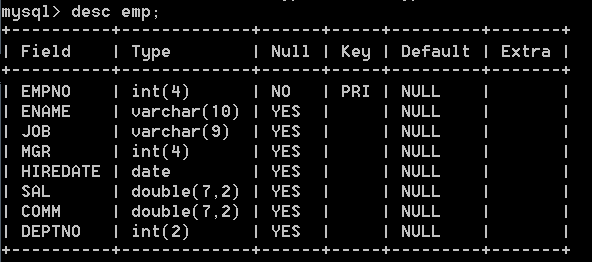 mysql> desc emp;
+----------+-------------+------+-----+---------+-------+
| Field    | Type        | Null | Key | Default | Extra |
+----------+-------------+------+-----+---------+-------+
| EMPNO    | int(4)      | NO   | PRI | NULL    |       |
| ENAME    | varchar(10) | YES  |     | NULL    |       |
| JOB      | varchar(9)  | YES  |     | NULL    |       |
| MGR      | int(4)      | YES  |     | NULL    |       |
| HIREDATE | date        | YES  |     | NULL    |       |
| SAL      | double(7,2) | YES  |     | NULL    |       |
| COMM     | double(7,2) | YES  |     | NULL    |       |
| DEPTNO   | int(2)      | YES  |     | NULL    |       |
+----------+-------------+------+-----+---------+-------+